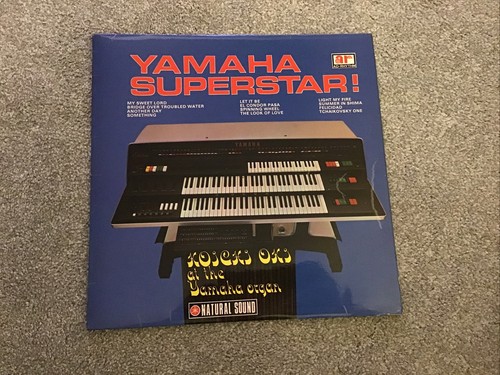 YAMAHA
SUPERSTAR!
ar
MY SWEET LORD
BRIDGE OVER TROUBLED WATER
ANOTHER DAY
SOMETHING
LET IT BE
EL CONDOR PASA
SPINNING WHEEL
THE LOOK OF LOVE
LIGHT MY FIRE
SUMMER IN SHIMA
FELICIDAD
TCHAIKOVSKY ONE
YAMAHA
KOICHI OKI
at the
Yamaha organ
NATURAL SOUND